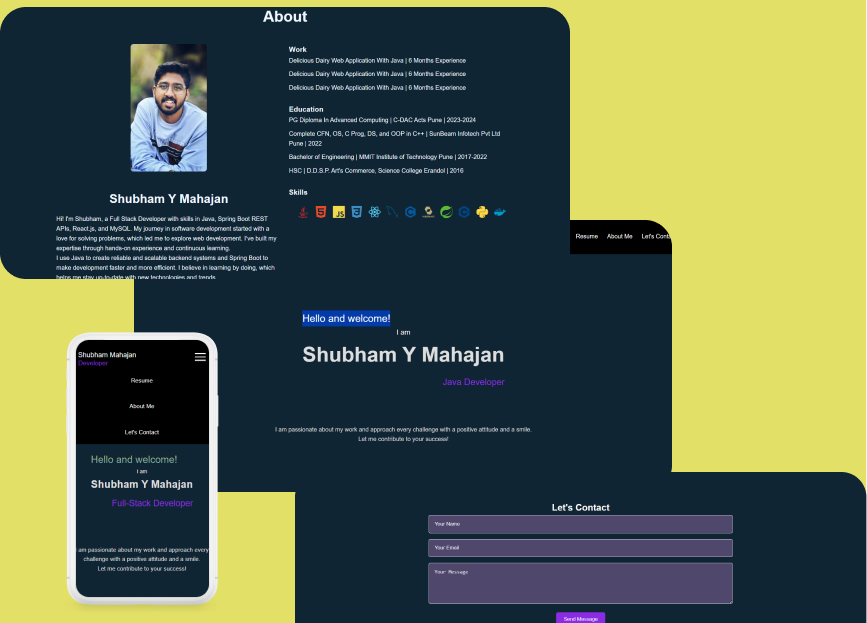 About
Work
Delicious Dairy Web Application With Java | 6 Months Experience
Delicious Dairy Web Application With Java | 6 Months Experience
Delicious Dairy Web Application With Java | 6 Months Experience
Education
PG Diploma In Advanced Computing | C-DAC Acts Pune | 2023-2024
Complete CFN, OS, C Prog, DS, and OOP in C++ | SunBeam Infotech Pvt Ltd
Pune | 2022
Bachelor of Engineering | MMIT Institute of Technology Pune | 2017-2022
HSC | D.D.S.P. Art's Commerce, Science College Erandol | 2016
Skills
JS
Shubham Y Mahajan
Hi! I'm Shubham, a Full Stack Developer with skills in Java, Spring Boot REST
APIs, React.js, and MySQL. My journey in software development started with a
love for solving problems, which led me to explore web development. I've built my
expertise through hands-on experience and continuous learning.
I use Java to create reliable and scalable backend systems and Spring Boot to
make development faster and more efficient. I believe in learning by doing, which
helps me stay up-to-date with new technologies and trends.
Resume About Me Let's Conta
Hello and welcome!
I am
Shubham Y Mahajan
Java Developer
I am passionate about my work and approach every challenge with a positive attitude and a smile.
Let me contribute to your success!
Shubham Mahajan
Developer
Resume
About Me
Let's Contact
Hello and welcome!
I am
Shubham Y Mahajan
Full-Stack Developer
am passionate about my work and approach every
challenge with a positive attitude and a smile.
Let me contribute to your success!
Let's Contact
Your Name
Your Email
Your Message
Send Message